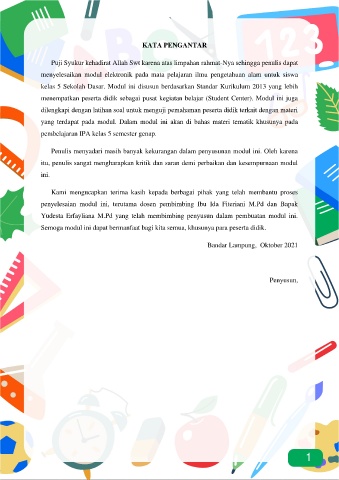 KATA PENGANTAR
Puji Syukur kehadirat Allah Swt karena atas limpahan rahmat-Nya sehingga penulis dapat
menyelesaikan modul elektronik pada mata pelajaran ilmu pengetahuan alam untuk siswa
kelas 5 Sekolah Dasar. Modul ini disusun berdasarkan Standar Kurikulum 2013 yang lebih
menempatkan peserta didik sebagai pusat kegiatan belajar (Student Center). Modul ini juga
dilengkapi dengan latihan soal untuk menguji pemahaman peserta didik terkait dengan materi
yang terdapat pada modul. Dalam modul ini akan di bahas materi tematik khusunya pada
pembelajaran IPA kelas 5 semester genap.
Penulis menyadari masih banyak kekurangan dalam penyusunan modul ini. Oleh karena
itu, penulis sangat mengharapkan kritik dan saran demi perbaikan dan kesempurnaan modul
ini.
Kami mengucapkan terima kasih kepada berbagai pihak yang telah membantu proses
penyelesaian modul ini, terutama dosen pembimbing Ibu Ida Fiteriani M,Pd dan Bapak
Yudesta Erfayliana M.Pd yang telah membimbing penyusun dalam pembuatan modul ini.
Semoga modul ini dapat bermanfaat bagi kita semua, khusunya para peserta didik.
Bandar Lampung, Oktober 2021
Penyusun,
1